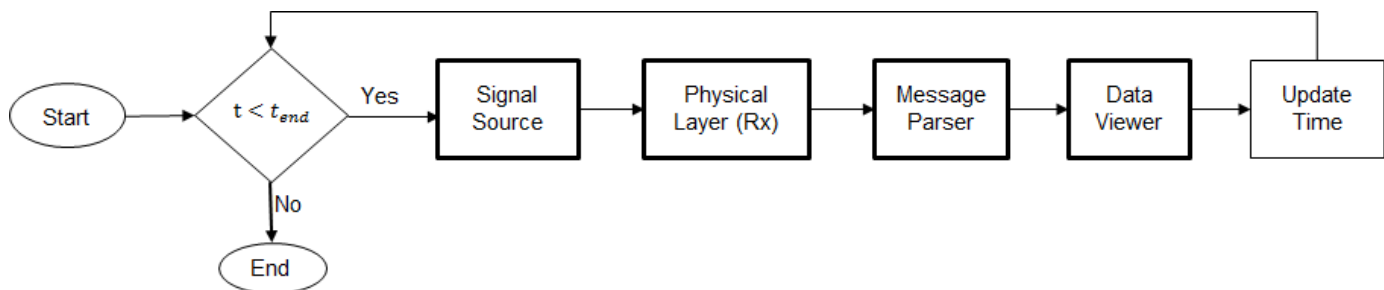 Start
t < t_end
Yes
Signal
Source
Physical
Layer (Rx)
Message
Parser
Data
Viewer
Update
Time
No
End